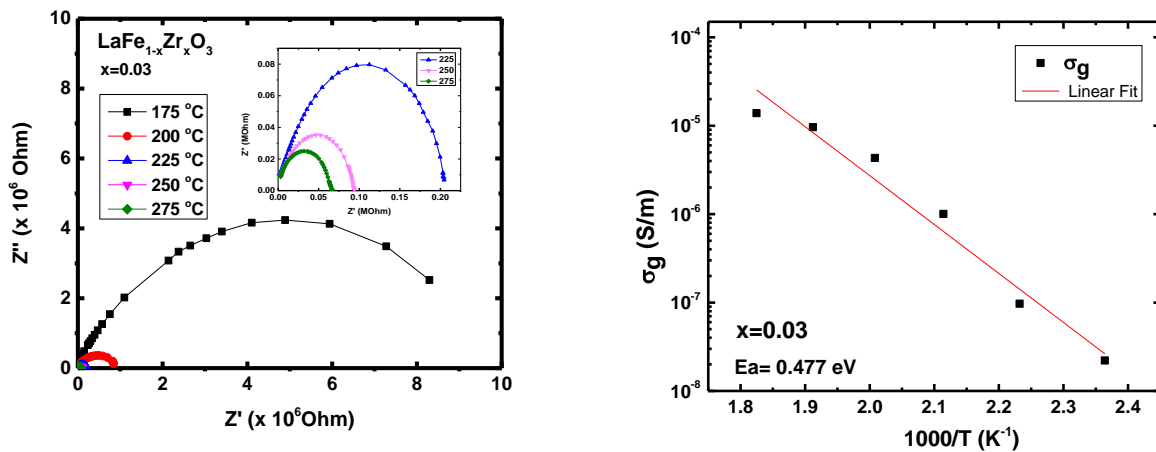 LaFe1-xZrxO3
x=0.03
175 °C
200 °C
225 °C
250 °C
275 °C
10
8
6
4
2
0
0 2 4 6 8 10
Z'' (x 10^6 Ohm)
Z' (x 10^6Ohm)
225
250
275
0.08
0.06
0.04
0.02
0.00
0.00 0.05 0.10 0.15 0.20
Z'' (MOhm)
Z' (MOhm)
10^-4
10^-5
10^-6
10^-7
10^-8
1.8 1.9 2.0 2.1 2.2 2.3 2.4
σg (S/m)
1000/T (K^-1)
σg
Linear Fit
x=0.03
Ea= 0.477 eV